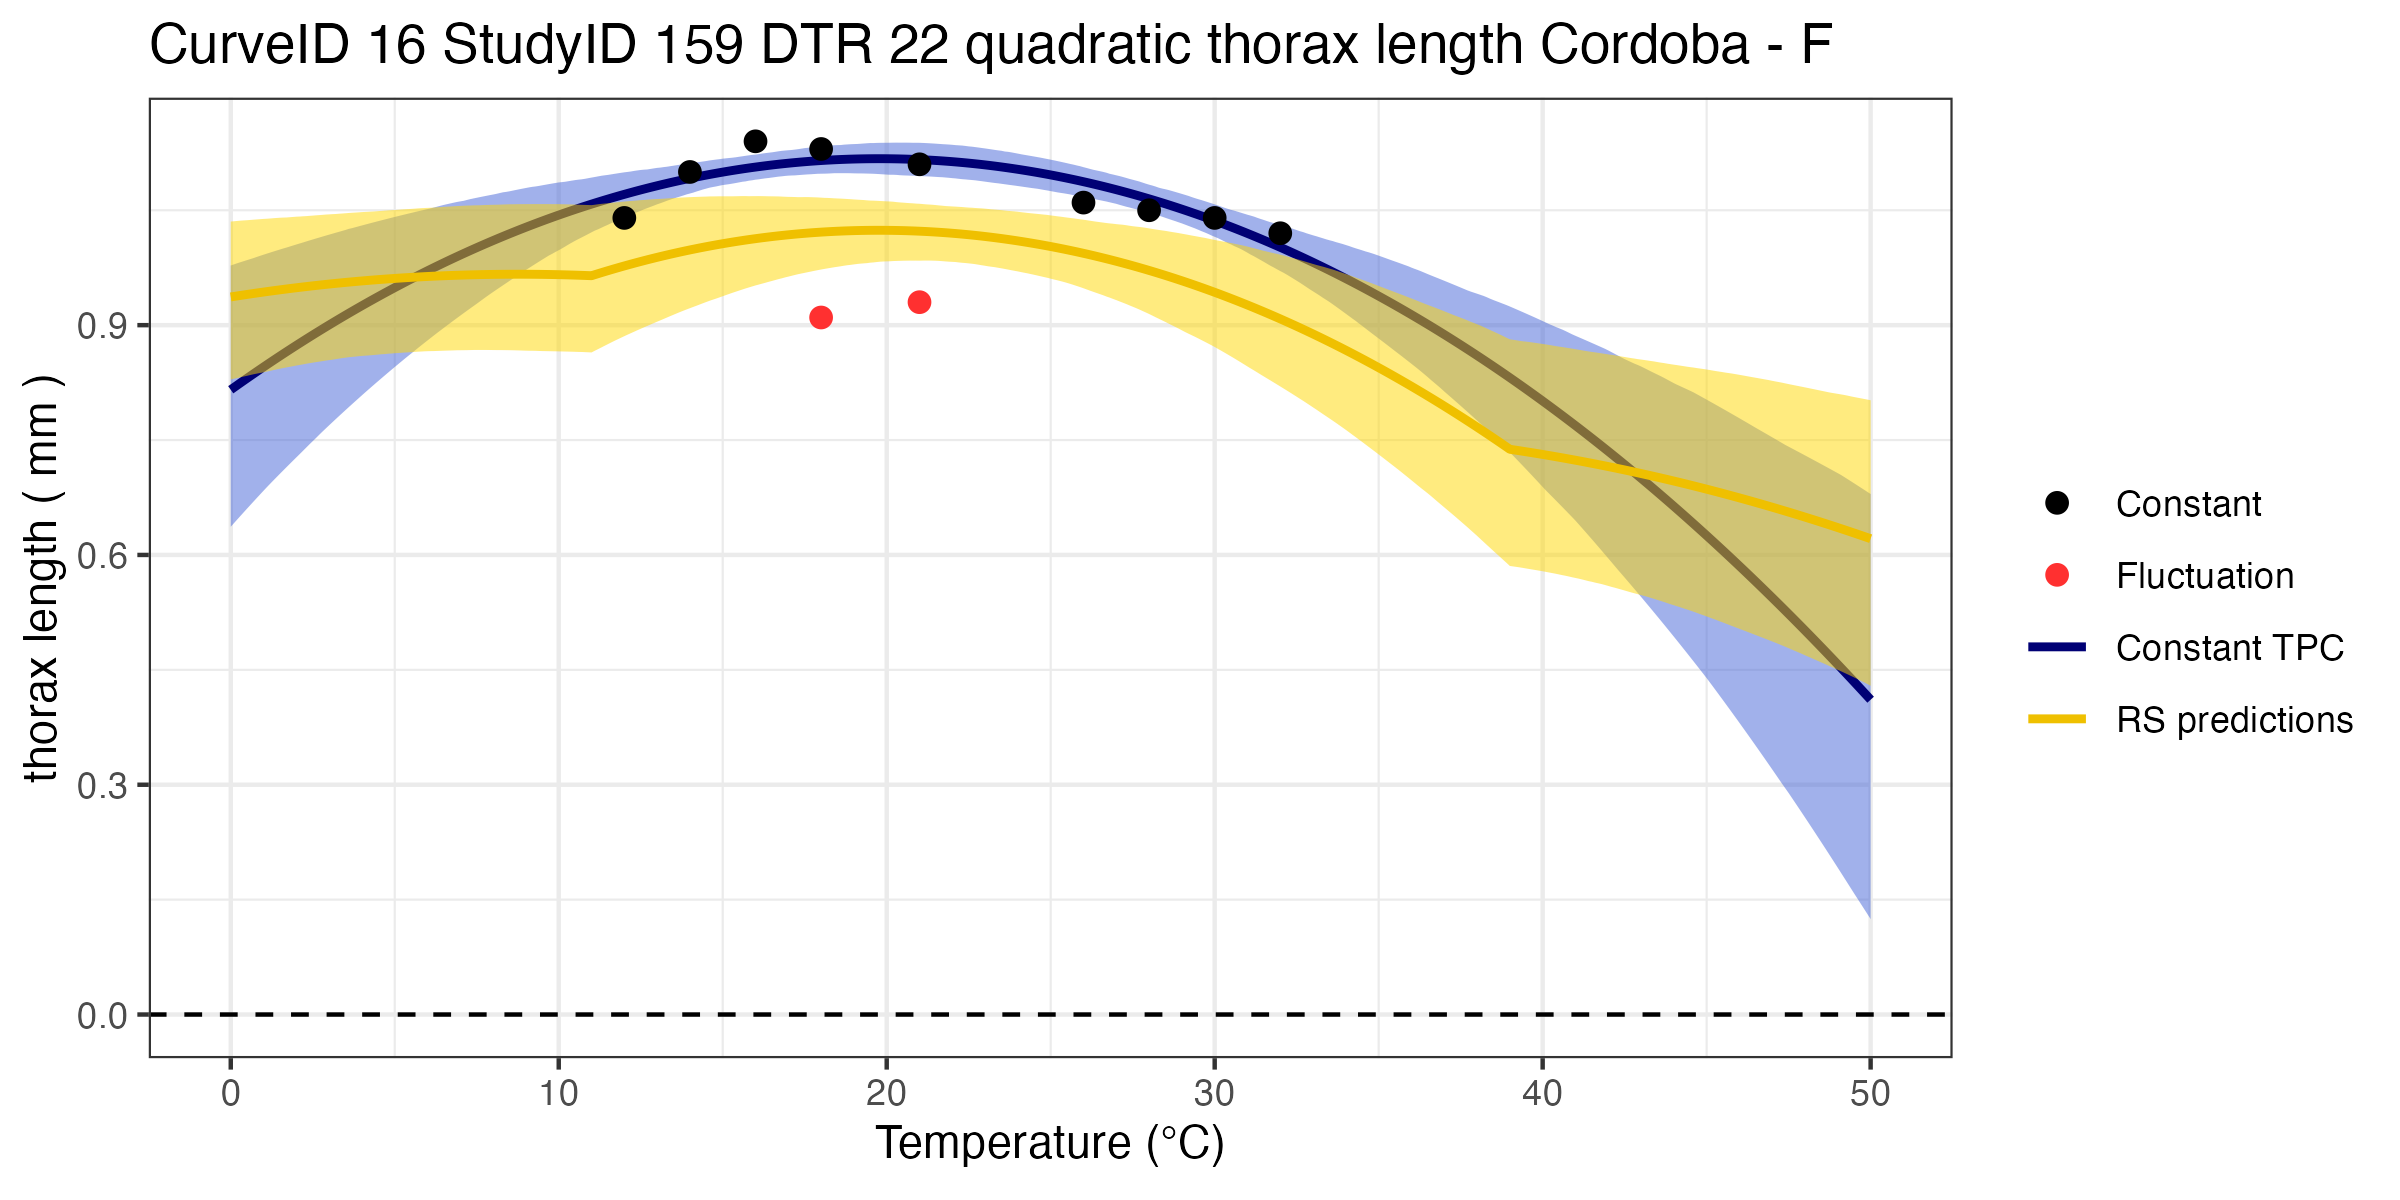 CurveID 16 StudyID 159 DTR 22 quadratic thorax length Cordoba - F
thorax length ( mm )
0.9
0.6
0.3
0.0
0 10 20 30 40 50
Temperature (°C)
Constant
Fluctuation
Constant TPC
RS predictions